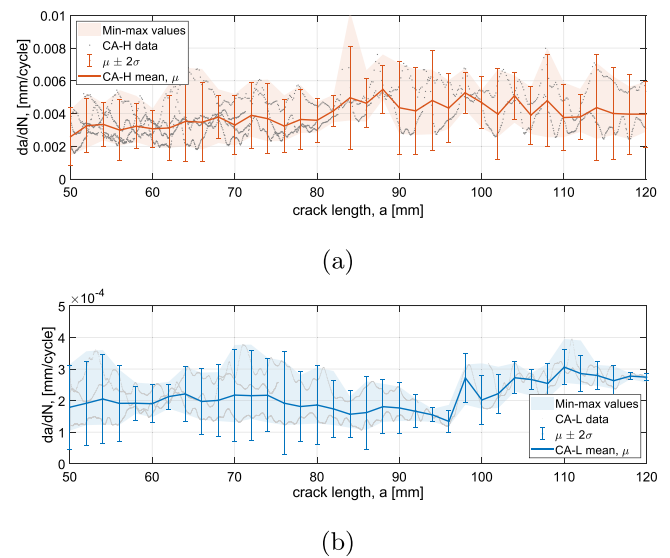 0.01
0.008
0.006
0.004
0.002
0
da/dN, [mm/cycle]
Min-max values
CA-H data
μ ± 2σ
CA-H mean, μ
50 60 70 80 90 100 110 120
crack length, a [mm]
(a)
×10⁻⁴
5
4
3
2
1
0
da/dN, [mm/cycle]
Min-max values
CA-L data
μ ± 2σ
CA-L mean, μ
50 60 70 80 90 100 110 120
crack length, a [mm]
(b)